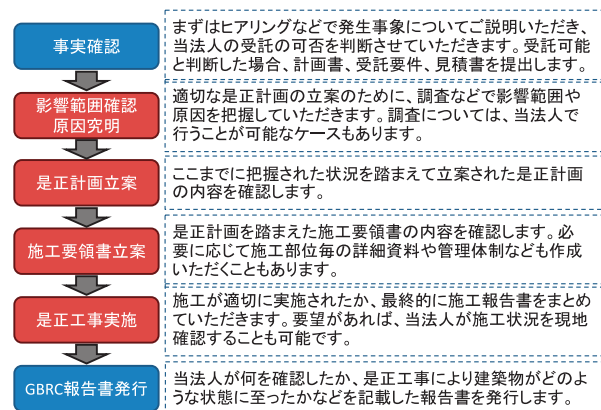 事実確認
まずはヒアリングなどで発生事象についてご説明いただき、
当法人の受託の可否を判断させていただきます。受託可能
と判断した場合、計画書、受託要件、見積書を提出します。
影響範囲確認
原因究明
適切な是正計画の立案のために、調査などで影響範囲や
原因を把握していただきます。調査については、当法人で
行うことが可能なケースもあります。
是正計画立案
ここまでに把握された状況を踏まえて立案された是正計画
の内容を確認します。
施工要領書立案
是正計画を踏まえた施工要領書の内容を確認します。必
要に応じて施工部位毎の詳細資料や管理体制なども作成
いただくこともあります。
是正工事実施
施工が適切に実施されたか、最終的に施工報告書をまとめ
ていただきます。要望があれば、当法人が施工状況を現地
確認することも可能です。
GBRC報告書発行
当法人が何を確認したか、是正工事により建築物がどのよ
うな状態に至ったかなどを記載した報告書を発行します。